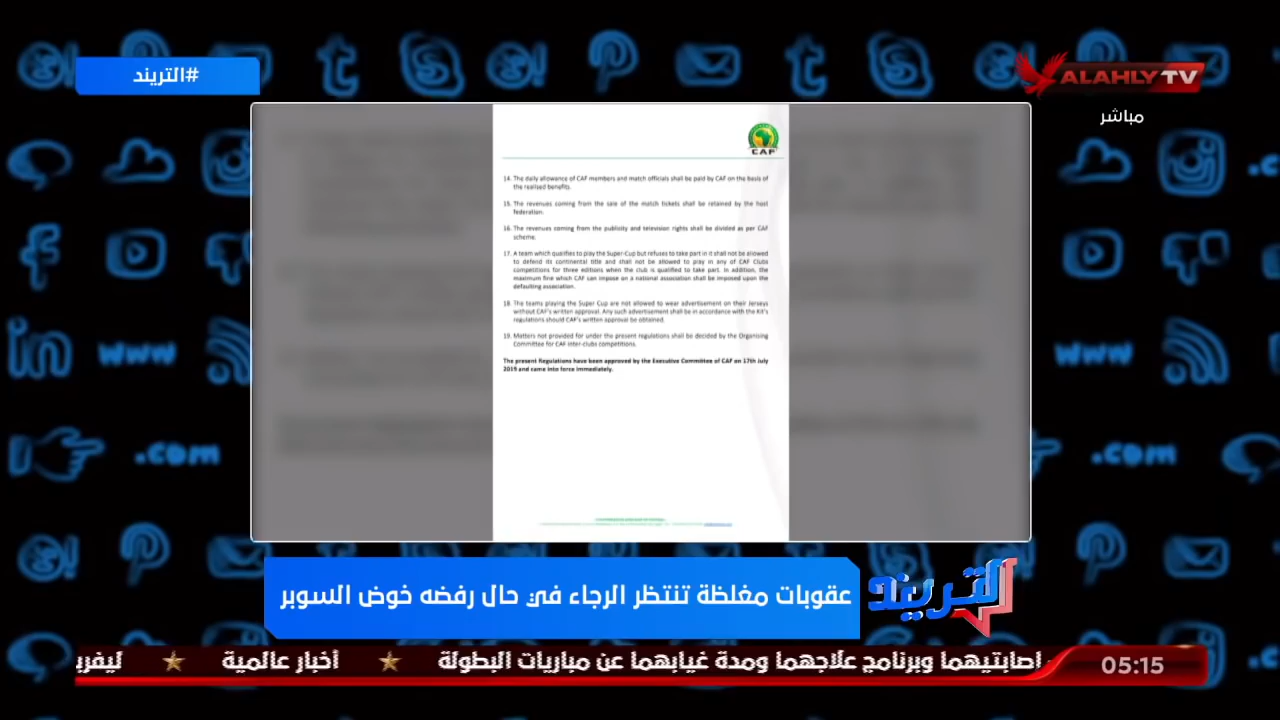 #التريند
ALAHLY TV
مباشر
CAF
14. The daily allowance of CAF members and match officials shall be paid by CAF on the basis of
the realised benefits.
15. The revenues coming from the sale of the match tickets shall be retained by the host
federation.
16. The revenues coming from the publicity and television rights shall be divided as per CAF
scheme.
17. A team which qualifies to play the Super-Cup but refuses to take part in it shall not be allowed
to defend its continental title and shall not be allowed to play in any of CAF Clubs
competitions for three editions when the club is qualified to take part. In addition, the
maximum fine which CAF can impose on a national association shall be imposed upon the
defaulting association.
18. The teams playing the Super Cup are not allowed to wear advertisement on their Jerseys
without CAF's written approval. Any such advertisement shall be in accordance with the Kit's
regulations should CAF's written approval be obtained.
19. Matters not provided for under the present regulations shall be decided by the Organising
Committee for CAF inter-clubs competitions.
The present Regulations have been approved by the Executive Committee of CAF on 17th July
2019 and came into force immediately.
www
www
.com
.com
عقوبات مغلظة تنتظر الرجاء في حال رفضه خوض السوبر
التريند
اصابتيهما وبرنامج علاجهما ومدة غيابهما عن مباريات البطولة ★ أخبار عالمية ★ ليفرب
05:15